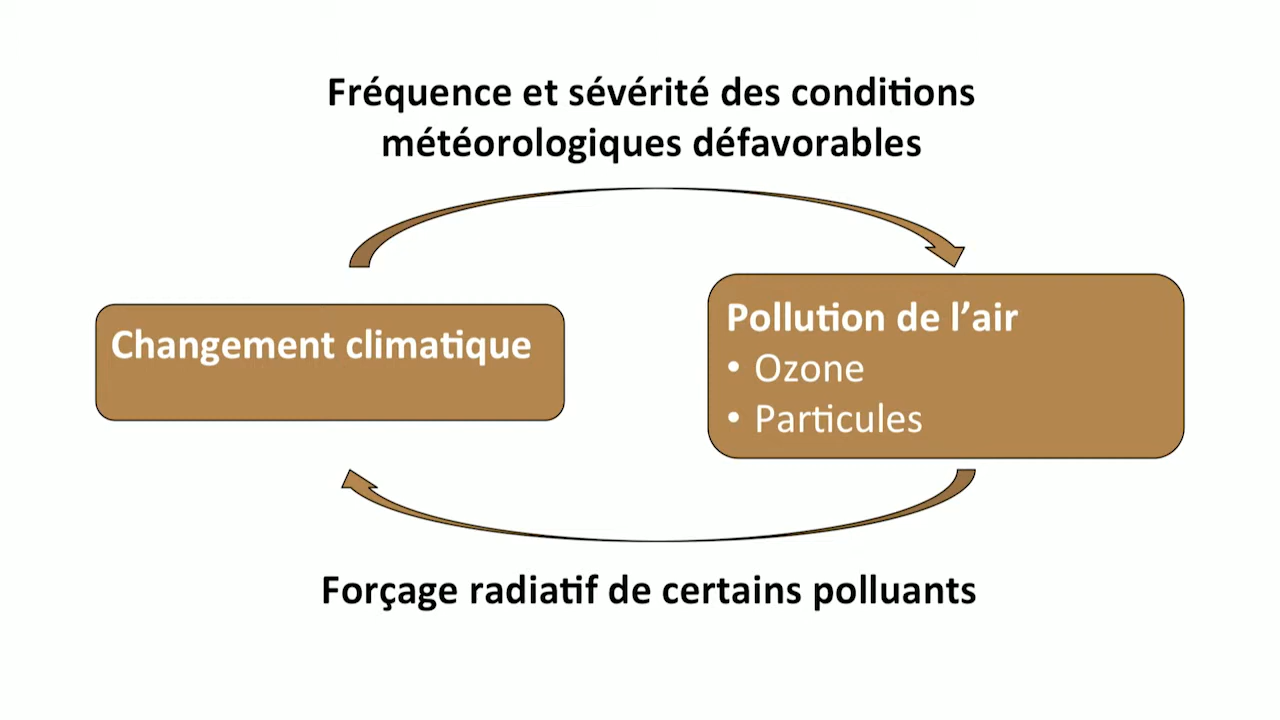 Fréquence et sévérité des conditions
météorologiques défavorables
Changement climatique
Pollution de l’air
• Ozone
• Particules
Forçage radiatif de certains polluants